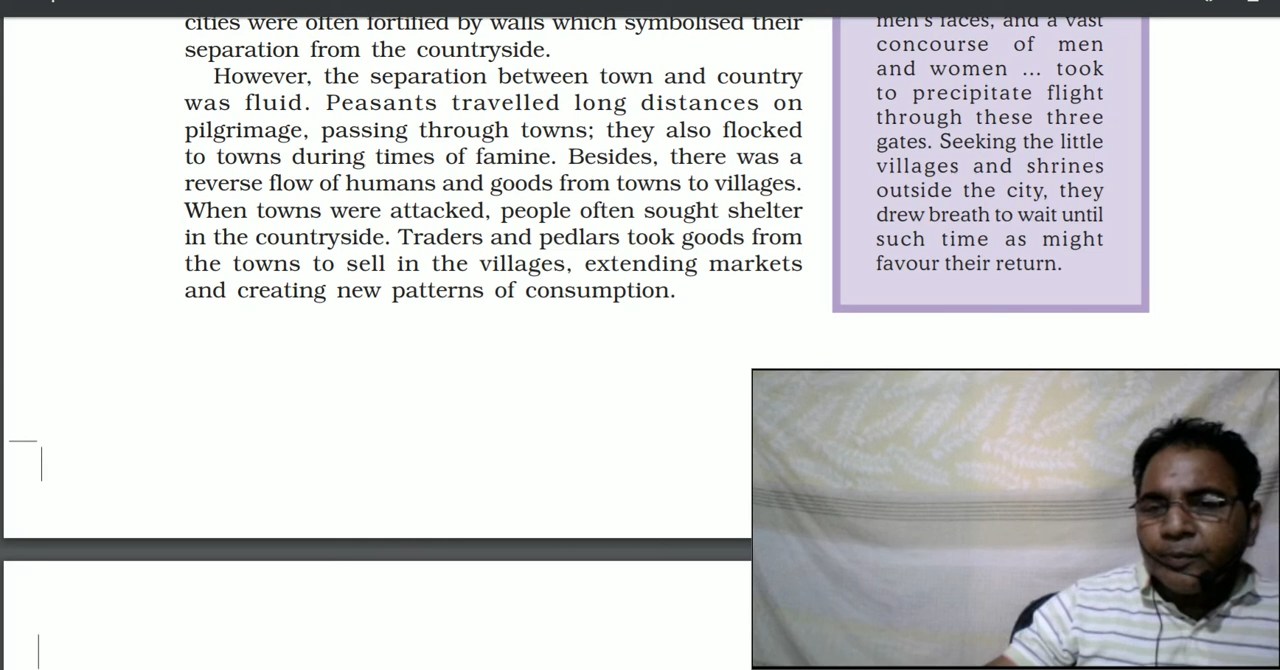 cities were often fortified by walls which symbolised their
separation from the countryside.
However, the separation between town and country
was fluid. Peasants travelled long distances on
pilgrimage, passing through towns; they also flocked
to towns during times of famine. Besides, there was a
reverse flow of humans and goods from towns to villages.
When towns were attacked, people often sought shelter
in the countryside. Traders and pedlars took goods from
the towns to sell in the villages, extending markets
and creating new patterns of consumption.
men's faces, and a vast
concourse of men
and women ... took
to precipitate flight
through these three
gates. Seeking the little
villages and shrines
outside the city, they
drew breath to wait until
such time as might
favour their return.